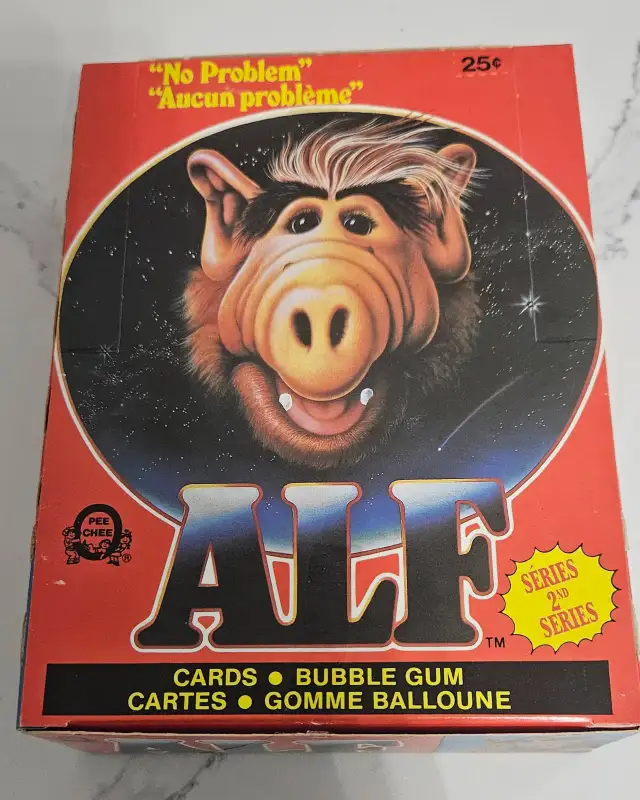 "No Problem"
"Aucun problème"
25¢
PEE
CHEE
®
ALF
TM
SÉRIES
2ND
SERIES
CARDS • BUBBLE GUM
CARTES • GOMME BALLOUNE